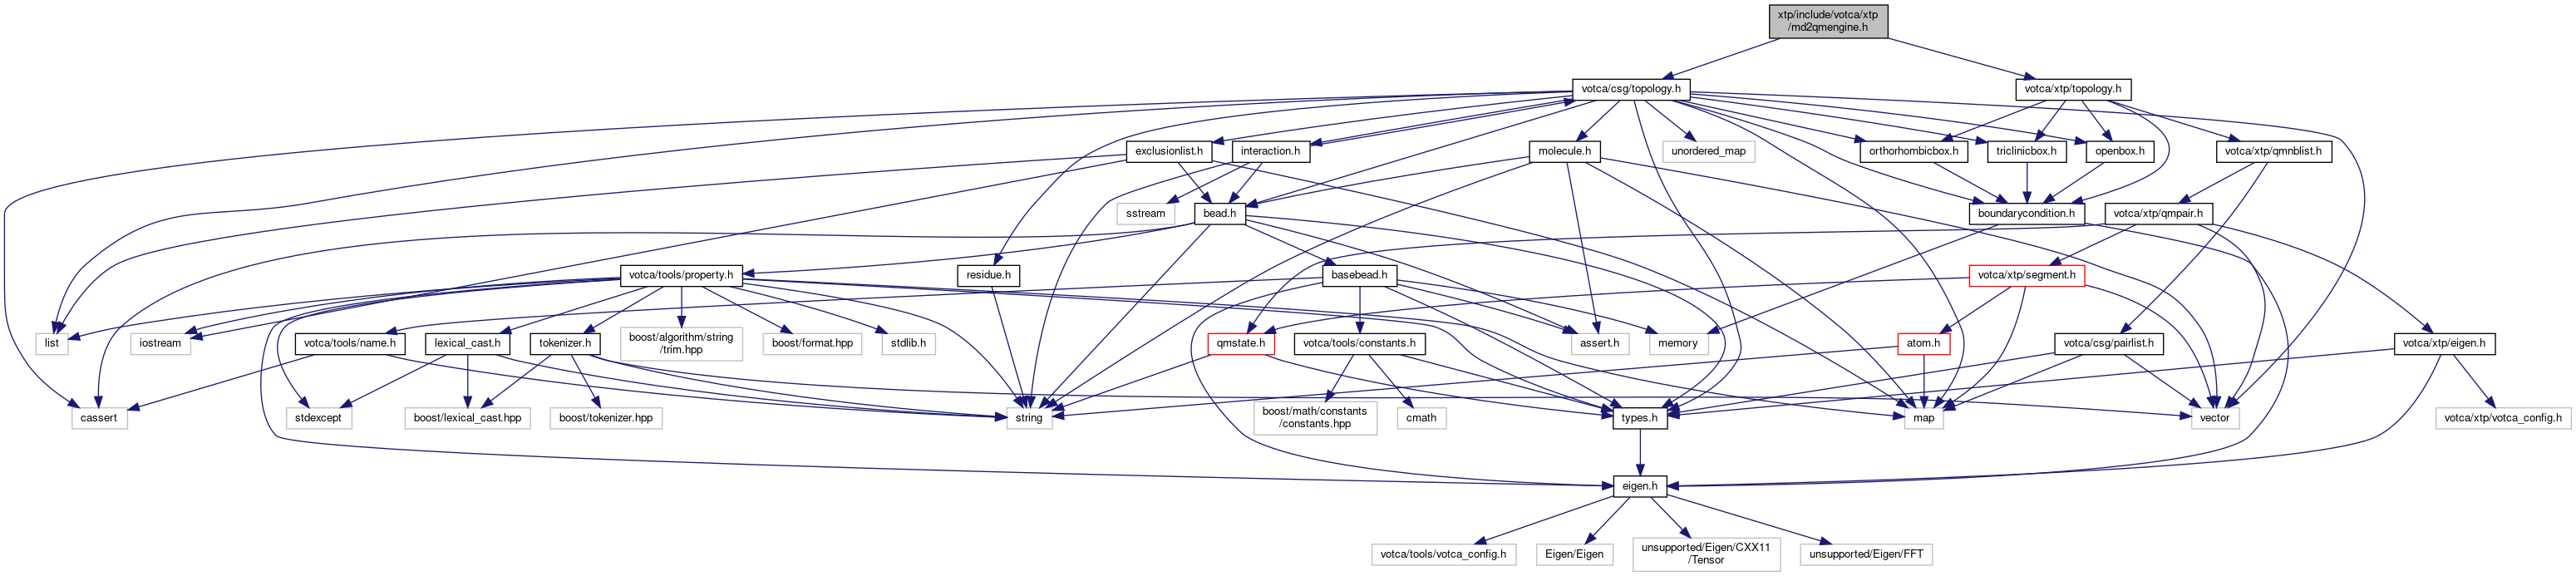 xtp/include/votca/xtp
/md2qmengine.h
votca/csg/topology.h
votca/xtp/topology.h
exclusionlist.h
interaction.h
molecule.h
unordered_map
orthorhombicbox.h
triclinicbox.h
openbox.h
votca/xtp/qmnblist.h
sstream
bead.h
boundarycondition.h
votca/xtp/qmpair.h
votca/tools/property.h
residue.h
basebead.h
votca/xtp/segment.h
list
iostream
votca/tools/name.h
lexical_cast.h
tokenizer.h
boost/algorithm/string
/trim.hpp
boost/format.hpp
stdlib.h
qmstate.h
votca/tools/constants.h
assert.h
memory
atom.h
votca/csg/pairlist.h
votca/xtp/eigen.h
cassert
stdexcept
boost/lexical_cast.hpp
boost/tokenizer.hpp
string
boost/math/constants
/constants.hpp
cmath
types.h
map
vector
votca/xtp/votca_config.h
eigen.h
votca/tools/votca_config.h
Eigen/Eigen
unsupported/Eigen/CXX11
/Tensor
unsupported/Eigen/FFT